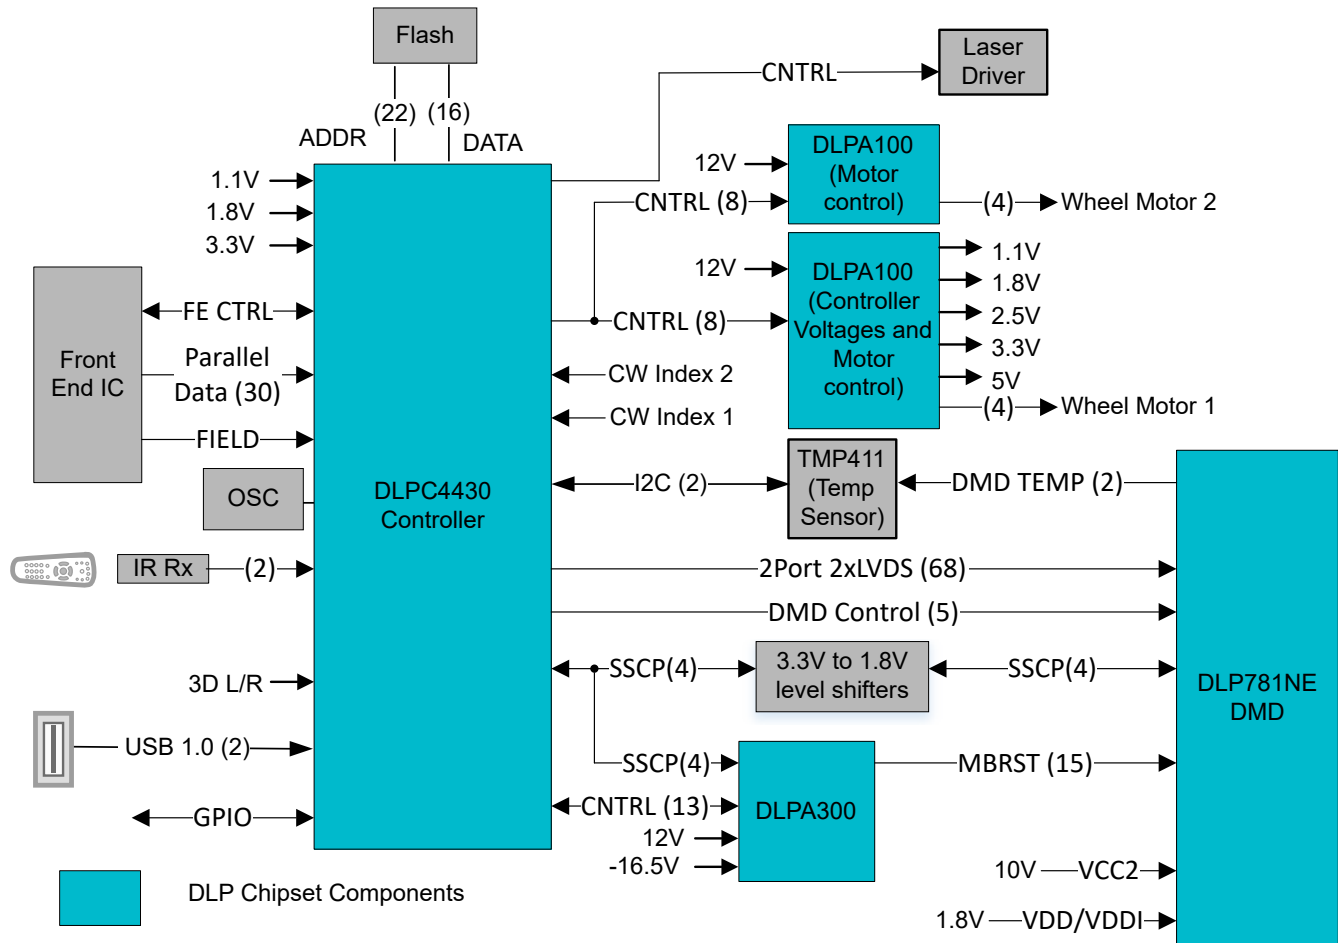 Flash
(22) (16)
ADDR
DATA
CNTRL
Laser
Driver
1.1V
1.8V
3.3V
12V
CNTRL (8)
DLPA100
(Motor
control)
(4)
Wheel Motor 2
12V
CNTRL (8)
DLPA100
(Controller
Voltages and
Motor
control)
1.1V
1.8V
2.5V
3.3V
5V
(4)
Wheel Motor 1
Front
End IC
FE CTRL
Parallel
Data (30)
FIELD
CW Index 2
CW Index 1
OSC
DLPC4430
Controller
I2C (2)
TMP411
(Temp
Sensor)
DMD TEMP (2)
IR Rx
(2)
2Port 2xLVDS (68)
DMD Control (5)
3D L/R
SSCP(4)
3.3V to 1.8V
level shifters
SSCP(4)
DLP781NE
DMD
USB 1.0 (2)
SSCP(4)
MBRST (15)
GPIO
CNTRL (13)
DLPA300
12V
-16.5V
10V
VCC2
1.8V
VDD/VDDI
DLP Chipset Components